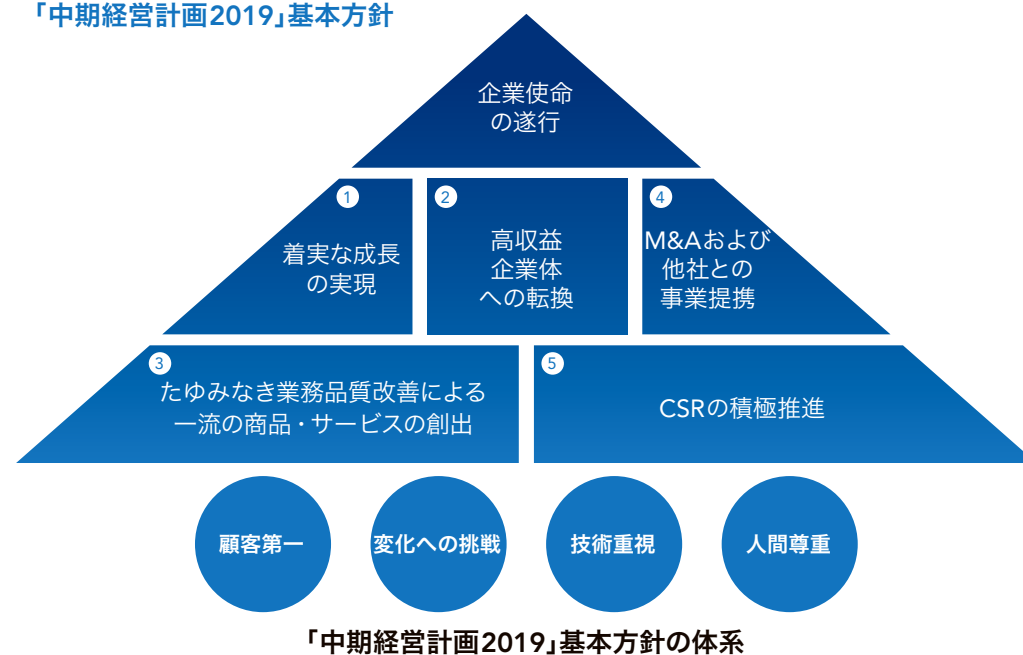 「中期経営計画2019」基本方針
企業使命
の遂行
1
着実な成長
の実現
2
高収益
企業体
への転換
4
M&Aおよび
他社との
事業提携
3
たゆみなき業務品質改善による
一流の商品・サービスの創出
5
CSRの積極推進
顧客第一
変化への挑戦
技術重視
人間尊重
「中期経営計画2019」基本方針の体系